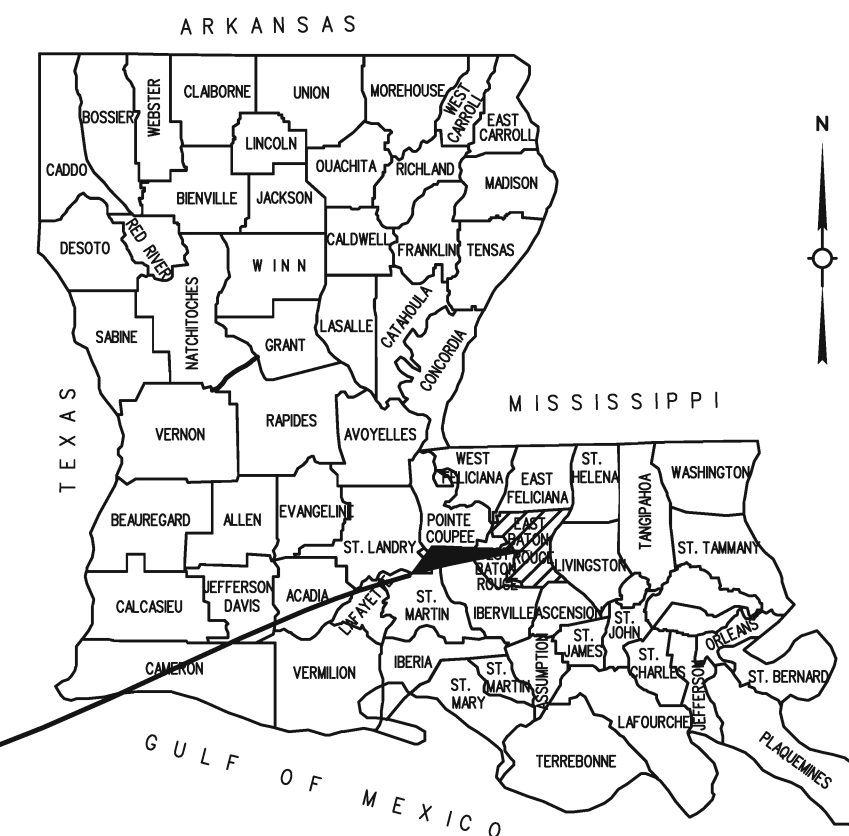 ARKANSAS
N
CADDO
BOSSIER
WEBSTER
CLAIBORNE
UNION
MOREHOUSE
WEST
CARROLL
EAST
CARROLL
LINCOLN
OUACHITA
RICHLAND
MADISON
BIENVILLE
JACKSON
DESOTO
RED RIVER
WINN
CALDWELL
FRANKLIN
TENSAS
NATCHITOCHES
SABINE
GRANT
LASALLE
CATAHOULA
CONCORDIA
TEXAS
MISSISSIPPI
VERNON
RAPIDES
AVOYELLES
WEST
FELICIANA
EAST
FELICIANA
ST.
HELENA
TANGIPAHOA
WASHINGTON
BEAUREGARD
ALLEN
EVANGELINE
ST. LANDRY
POINTE
COUPEE
EAST
BATON
ROUGE
WEST
BATON
ROUGE
LIVINGSTON
ST. TAMMANY
CALCASIEU
JEFFERSON
DAVIS
ACADIA
LAFAYETTE
ST.
MARTIN
IBERVILLE
ASCENSION
ST.
JAMES
ST.
JOHN
ST.
CHARLES
ORLEANS
JEFFERSON
ST. BERNARD
CAMERON
VERMILION
IBERIA
ST.
MARTIN
ST.
MARY
ASSUMPTION
LAFOURCHE
TERREBONNE
PLAQUEMINES
GULF OF MEXICO